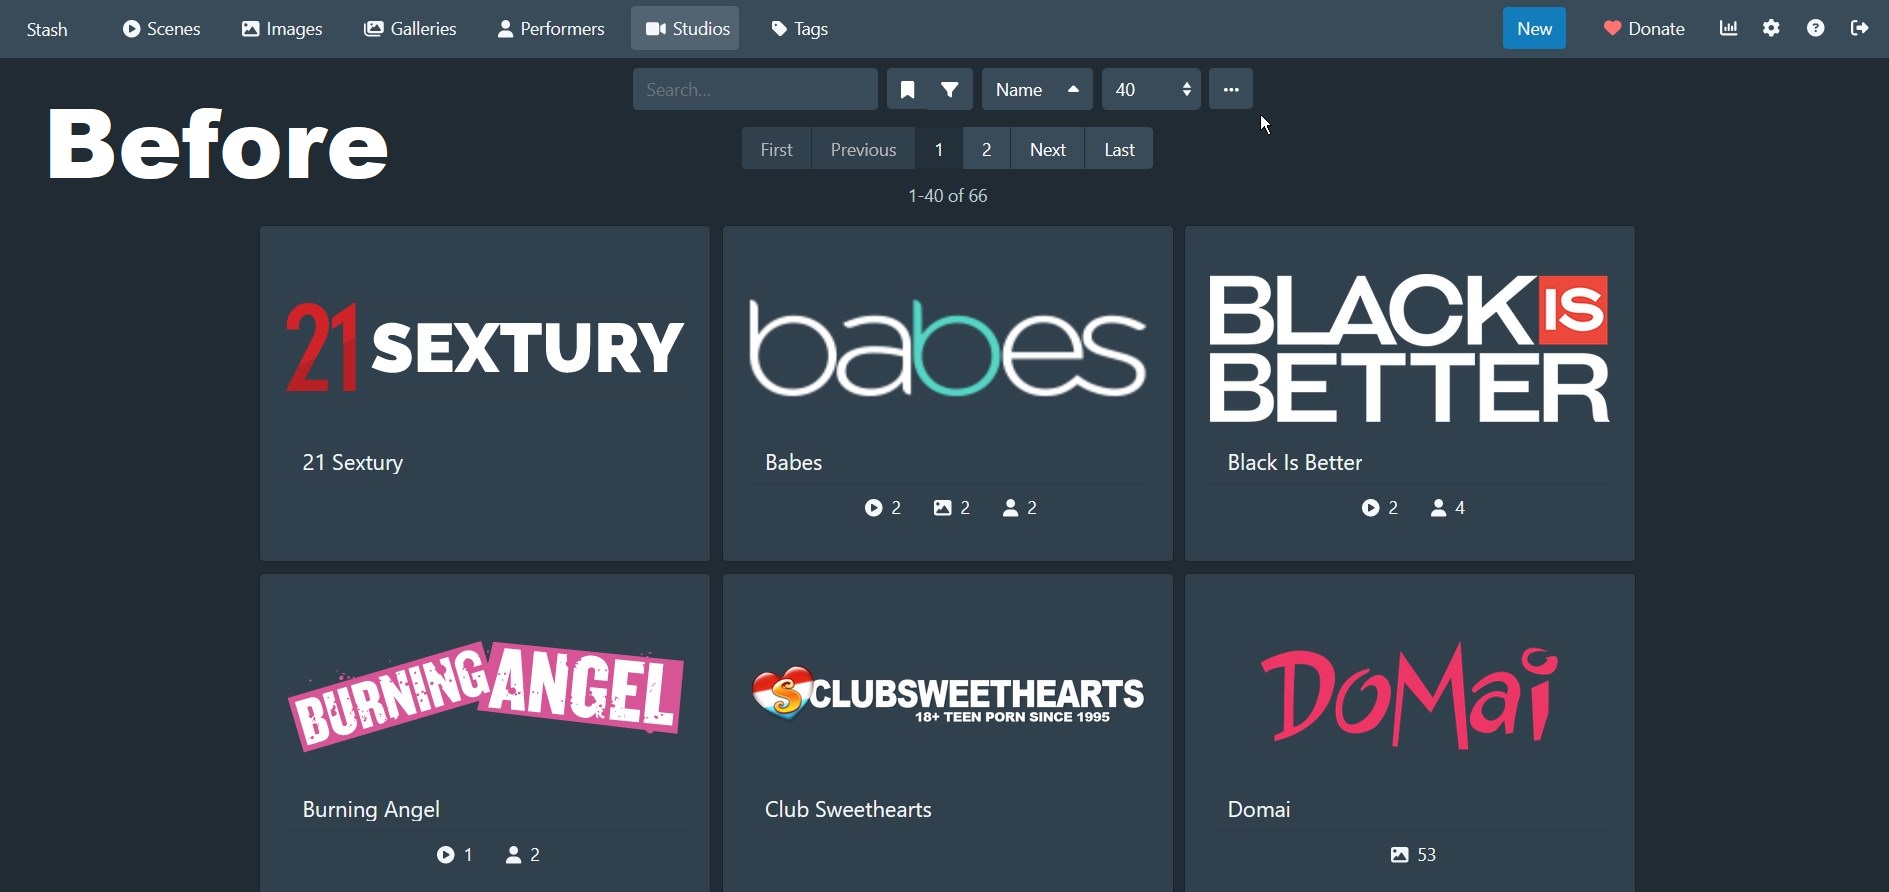 Stash Scenes Images Galleries Performers Studios Tags New Donate
Search... Name 40
Before
First Previous 1 2 Next Last
1-40 of 66
21 SEXTURY
21 Sextury
babes
Babes
2 2 2
BLACK IS
BETTER
Black Is Better
2 4
BURNING ANGEL
Burning Angel
1 2
S CLUBSWEETHEARTS
18+ TEEN PORN SINCE 1995
Club Sweethearts
DOMAi
Domai
53